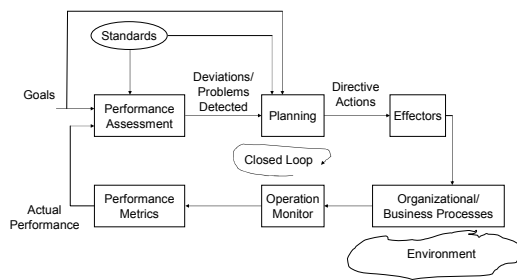 Standards
Goals
Deviations/
Problems
Detected
Directive
Actions
Performance
Assessment
Planning
Effectors
Closed Loop
Actual
Performance
Performance
Metrics
Operation
Monitor
Organizational/
Business Processes
Environment